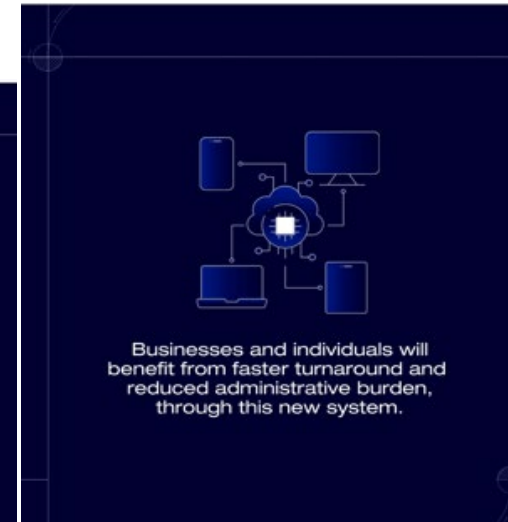 Businesses and individuals will
benefit from faster turnaround and
reduced administrative burden,
through this new system.